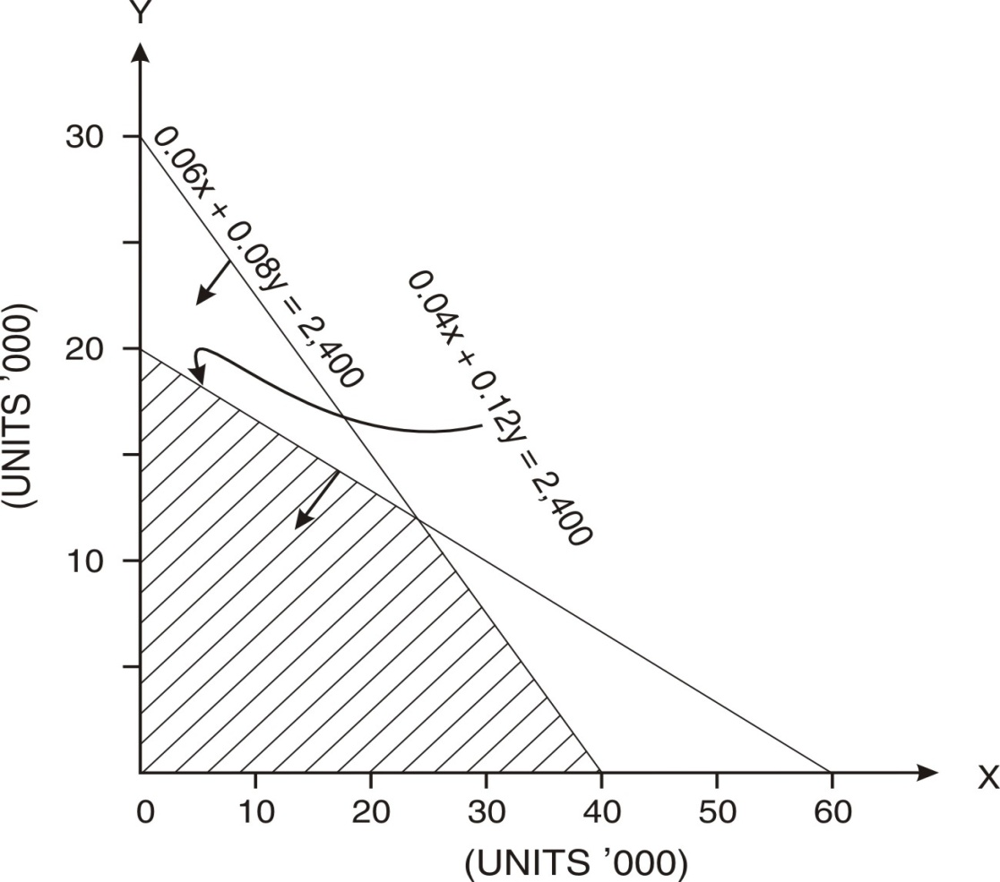 Y
30
0.06x + 0.08y = 2,400
0.04x + 0.12y = 2,400
20
(UNITS ’000)
10
0 10 20 30 40 50 60
X
(UNITS ’000)